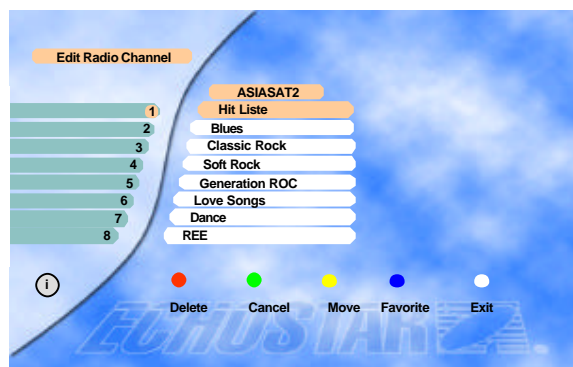 Edit Radio Channel
ASIASAT2
1 Hit Liste
2 Blues
3 Classic Rock
4 Soft Rock
5 Generation ROC
6 Love Songs
7 Dance
8 REE
i
Delete Cancel Move Favorite Exit
ECHOSTAR